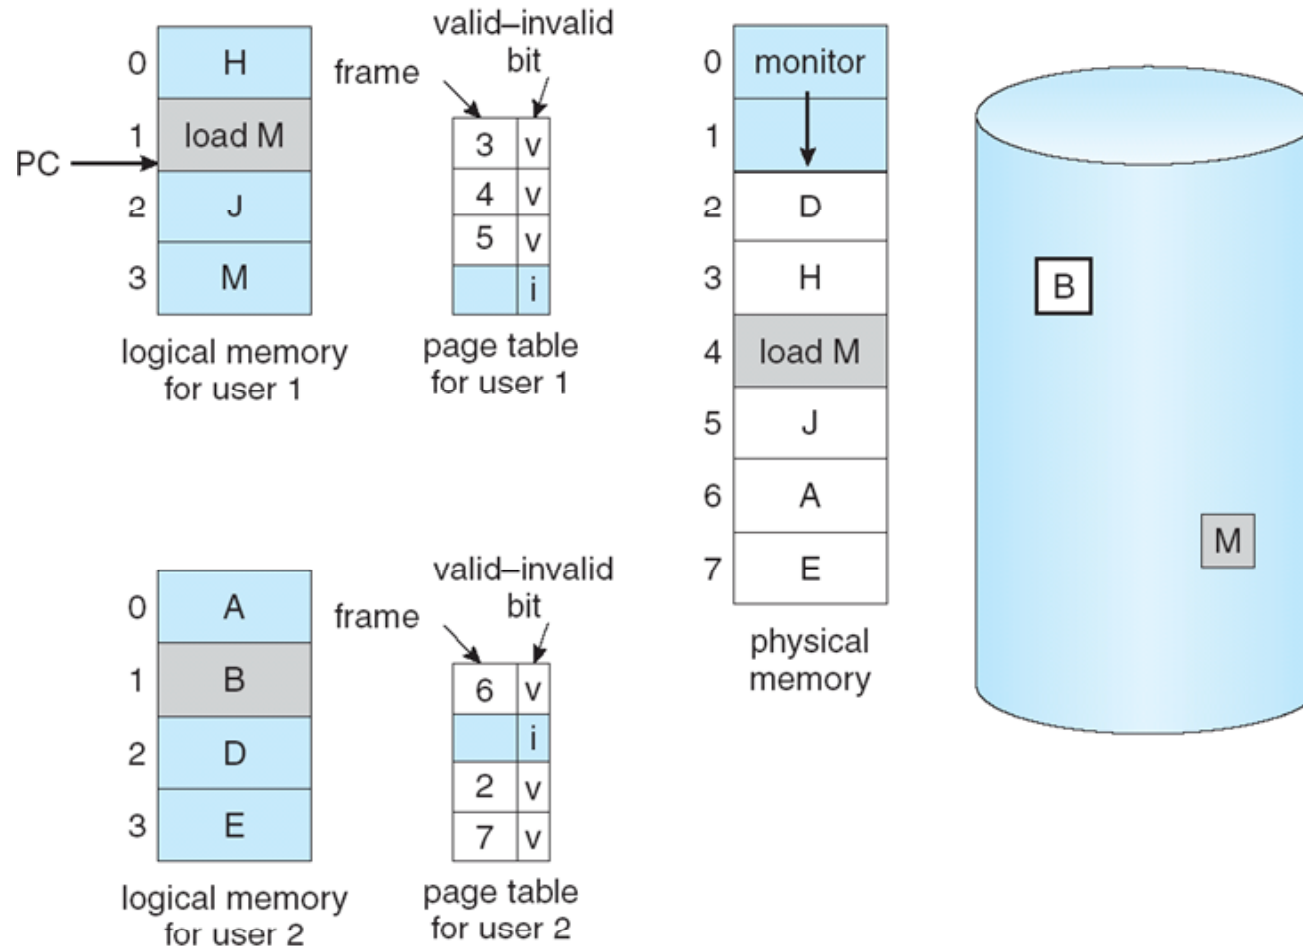 valid–invalid
bit
frame
0 H
1 load M
PC
2 J
3 M
3 v
4 v
5 v
i
logical memory
for user 1
page table
for user 1
0 monitor
1
2 D
3 H
4 load M
5 J
6 A
7 E
physical
memory
B
M
valid–invalid
bit
frame
0 A
1 B
2 D
3 E
6 v
i
2 v
7 v
logical memory
for user 2
page table
for user 2